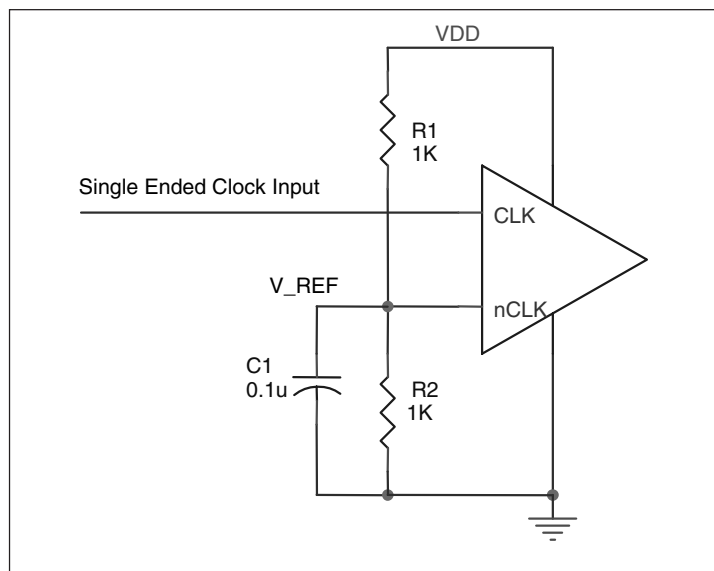 VDD
R1
1K
Single Ended Clock Input
CLK
V_REF
nCLK
C1
0.1u
R2
1K